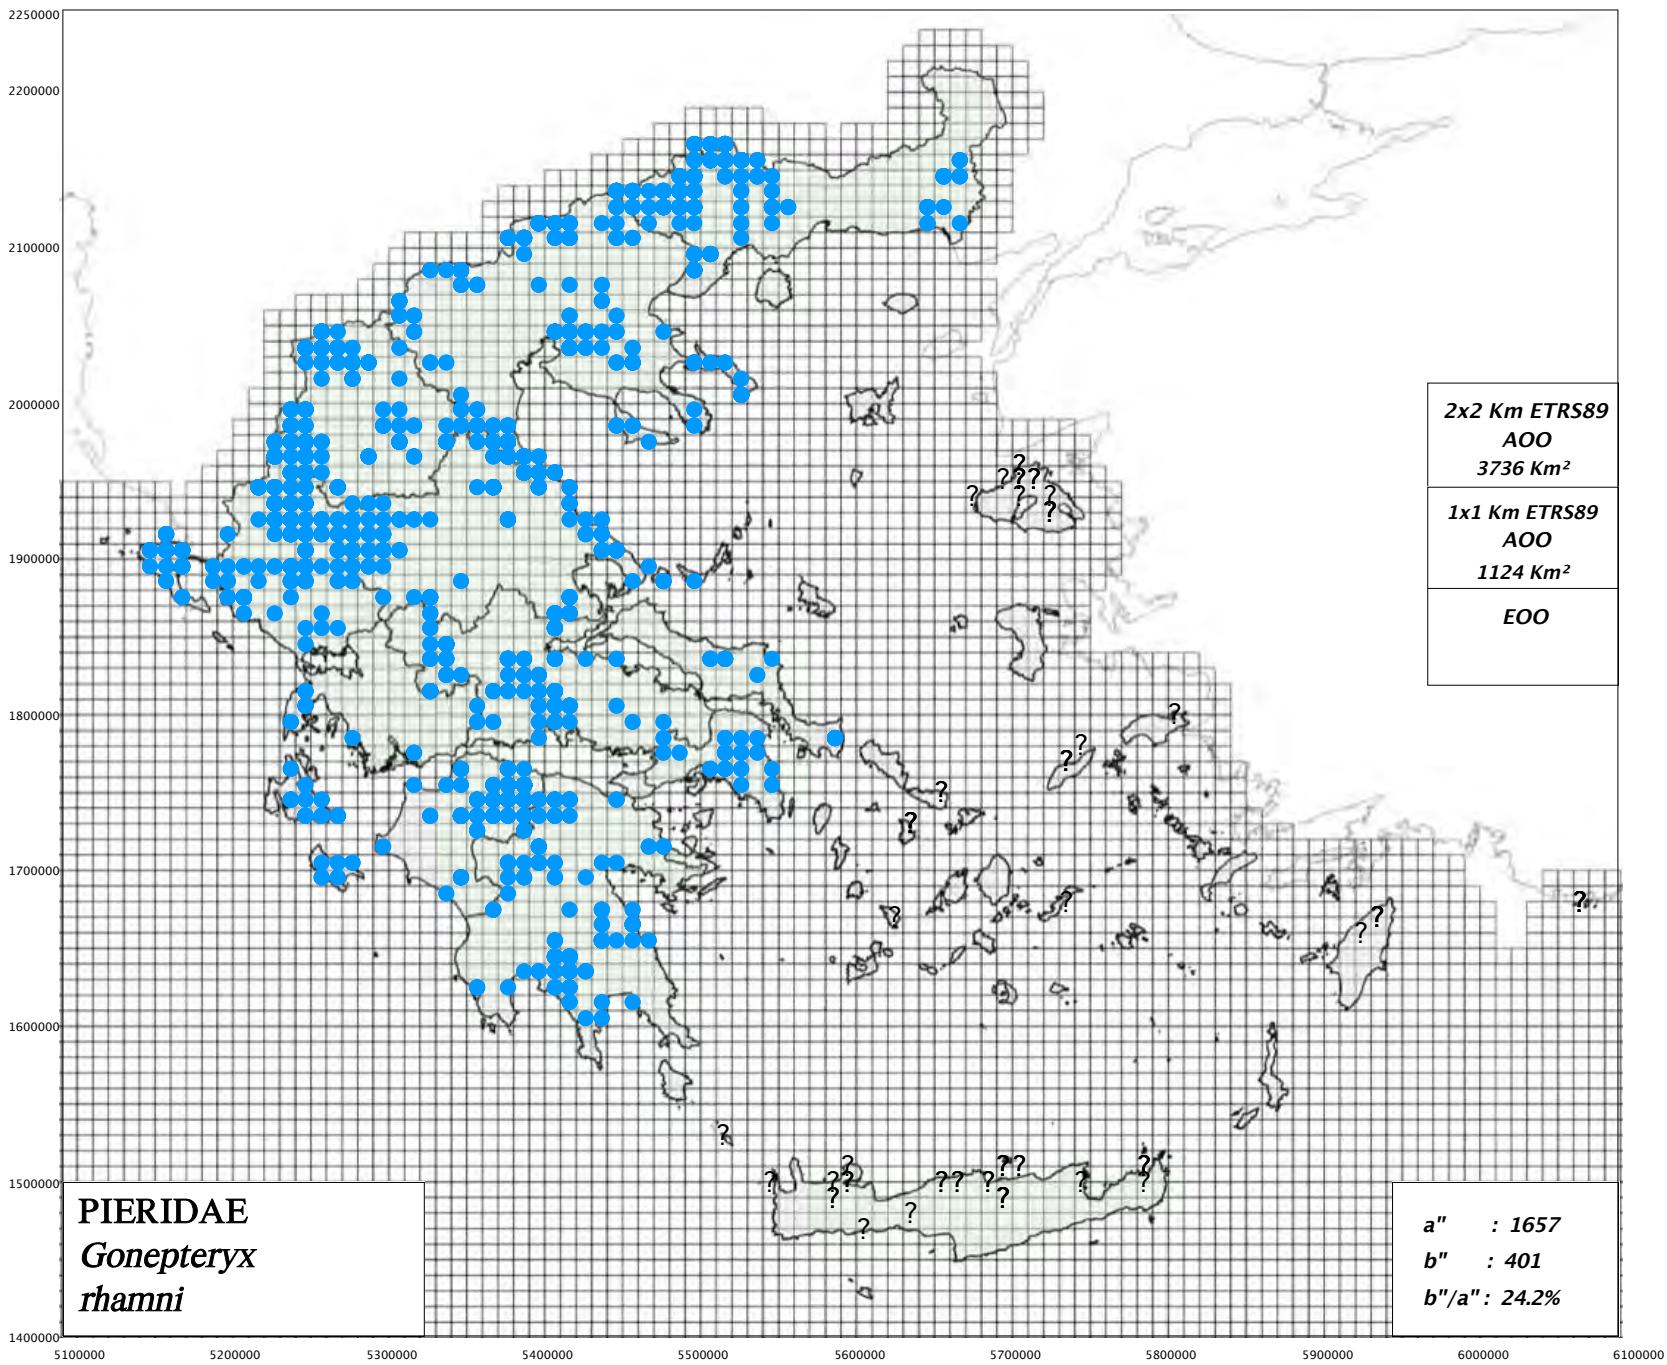 2250000
2200000
2100000
2000000
1900000
1800000
1700000
1600000
1500000
1400000
5100000 5200000 5300000 5400000 5500000 5600000 5700000 5800000 5900000 6000000 6100000
2x2 Km ETRS89
AOO
3736 Km²
1x1 Km ETRS89
AOO
1124 Km²
EOO
PIERIDAE
Gonepteryx
rhamni
a" : 1657
b" : 401
b"/a" : 24.2%